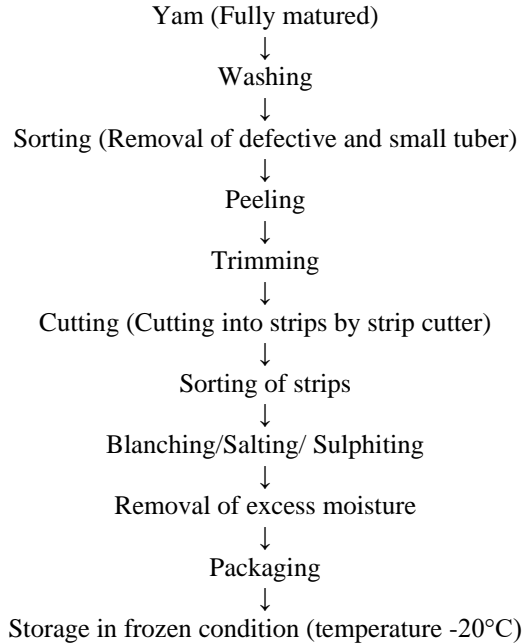 Yam (Fully matured)
↓
Washing
↓
Sorting (Removal of defective and small tuber)
↓
Peeling
↓
Trimming
↓
Cutting (Cutting into strips by strip cutter)
↓
Sorting of strips
↓
Blanching/Salting/ Sulphiting
↓
Removal of excess moisture
↓
Packaging
↓
Storage in frozen condition (temperature -20°C)